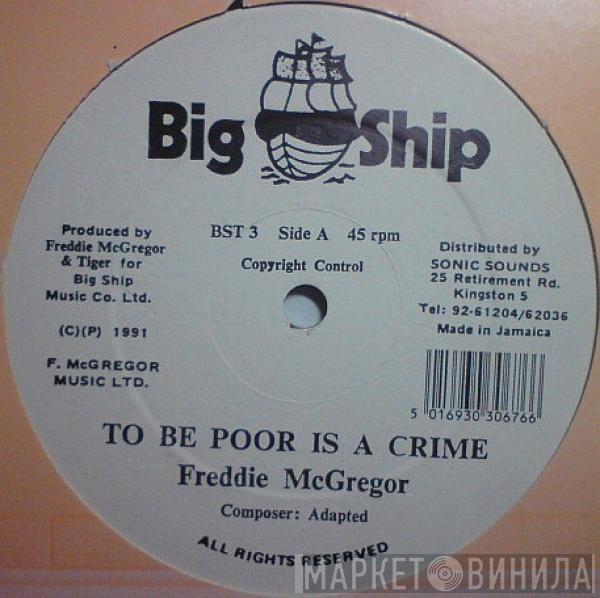 Big Ship
BST 3 Side A 45 rpm
Copyright Control
Produced by
Freddie McGregor
& Tiger for
Big Ship
Music Co. Ltd.
(C)(P) 1991
F. McGREGOR
MUSIC LTD.
Distributed by
SONIC SOUNDS
25 Retirement Rd.
Kingston 5
Tel: 92-61204/62036
Made in Jamaica
5 016930 306766
TO BE POOR IS A CRIME
Freddie McGregor
Composer: Adapted
ALL RIGHTS RESERVED
МАРКЕТ ВИНИЛА